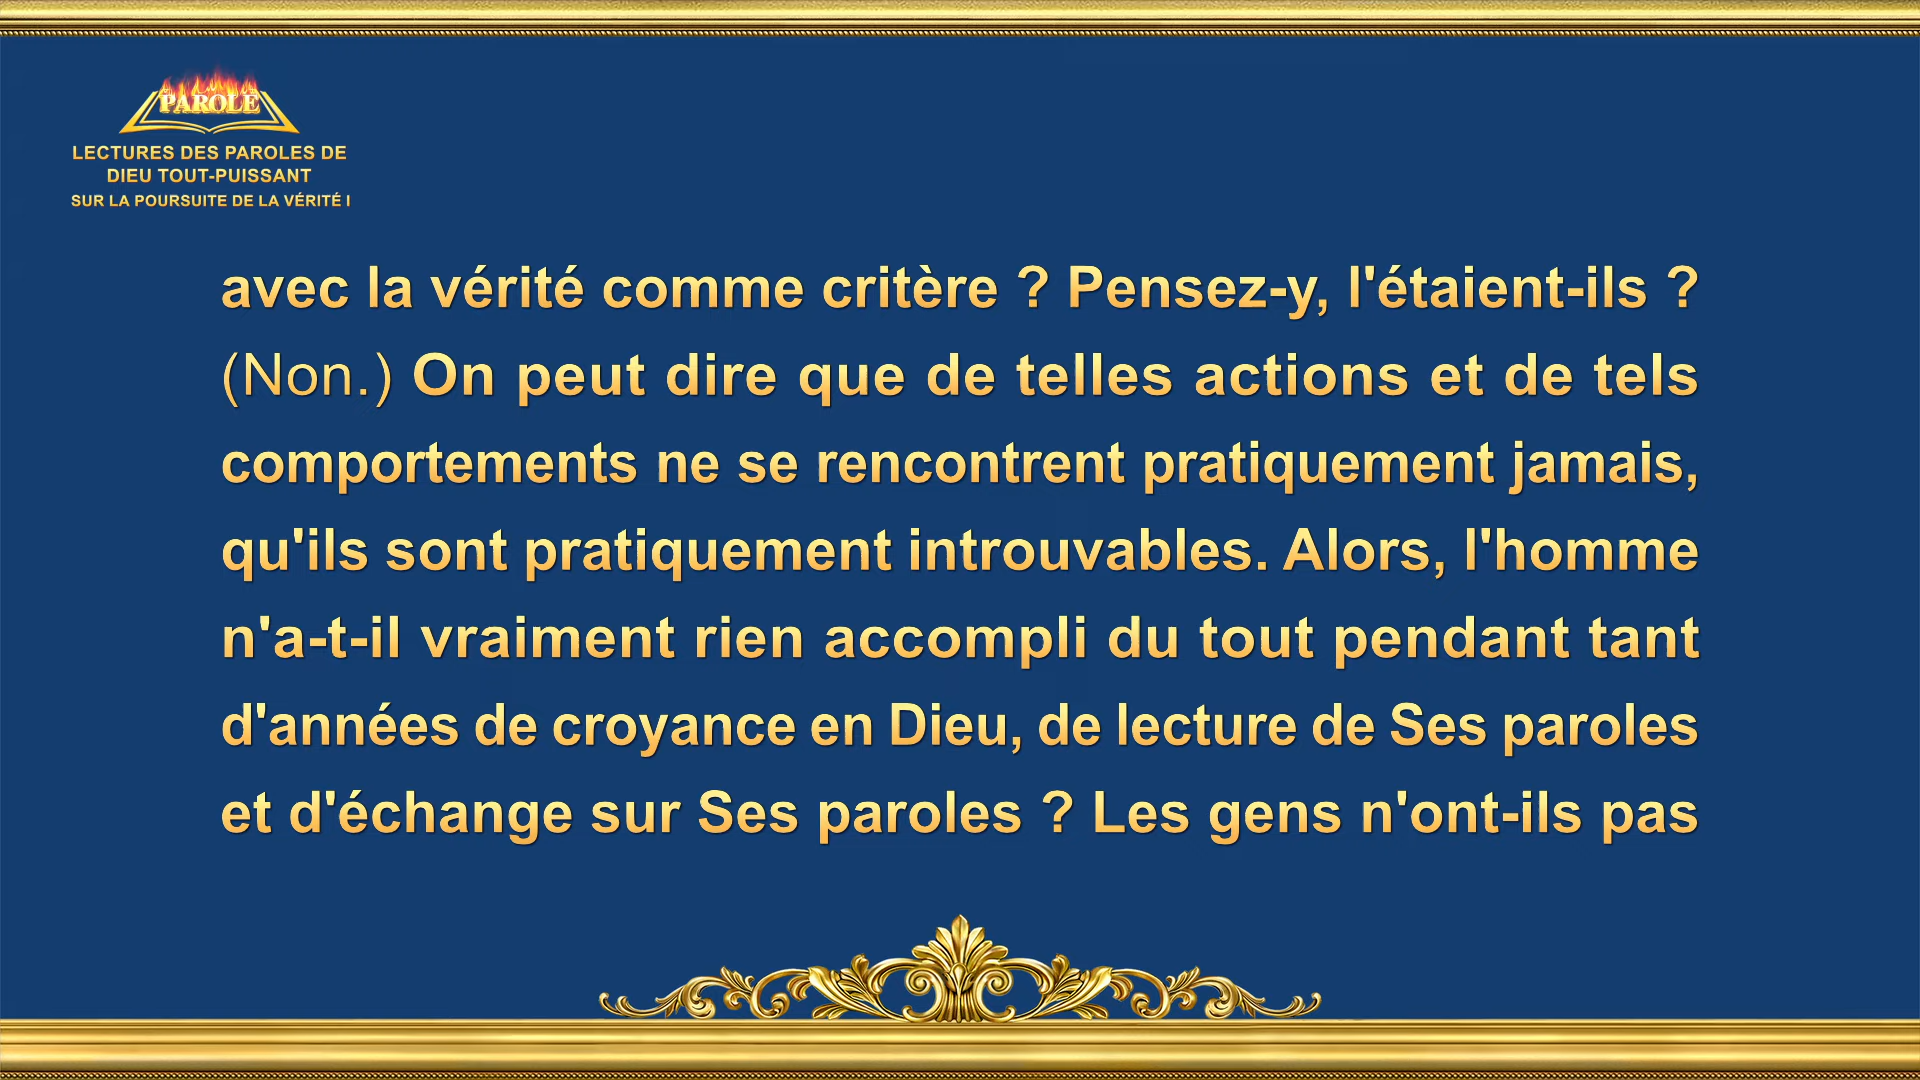 PAROLE
LECTURES DES PAROLES DE
DIEU TOUT-PUISSANT
SUR LA POURSUITE DE LA VÉRITÉ I
avec la vérité comme critère ? Pensez-y, l'étaient-ils ?
(Non.) On peut dire que de telles actions et de tels
comportements ne se rencontrent pratiquement jamais,
qu'ils sont pratiquement introuvables. Alors, l'homme
n'a-t-il vraiment rien accompli du tout pendant tant
d'années de croyance en Dieu, de lecture de Ses paroles
et d'échange sur Ses paroles ? Les gens n'ont-ils pas